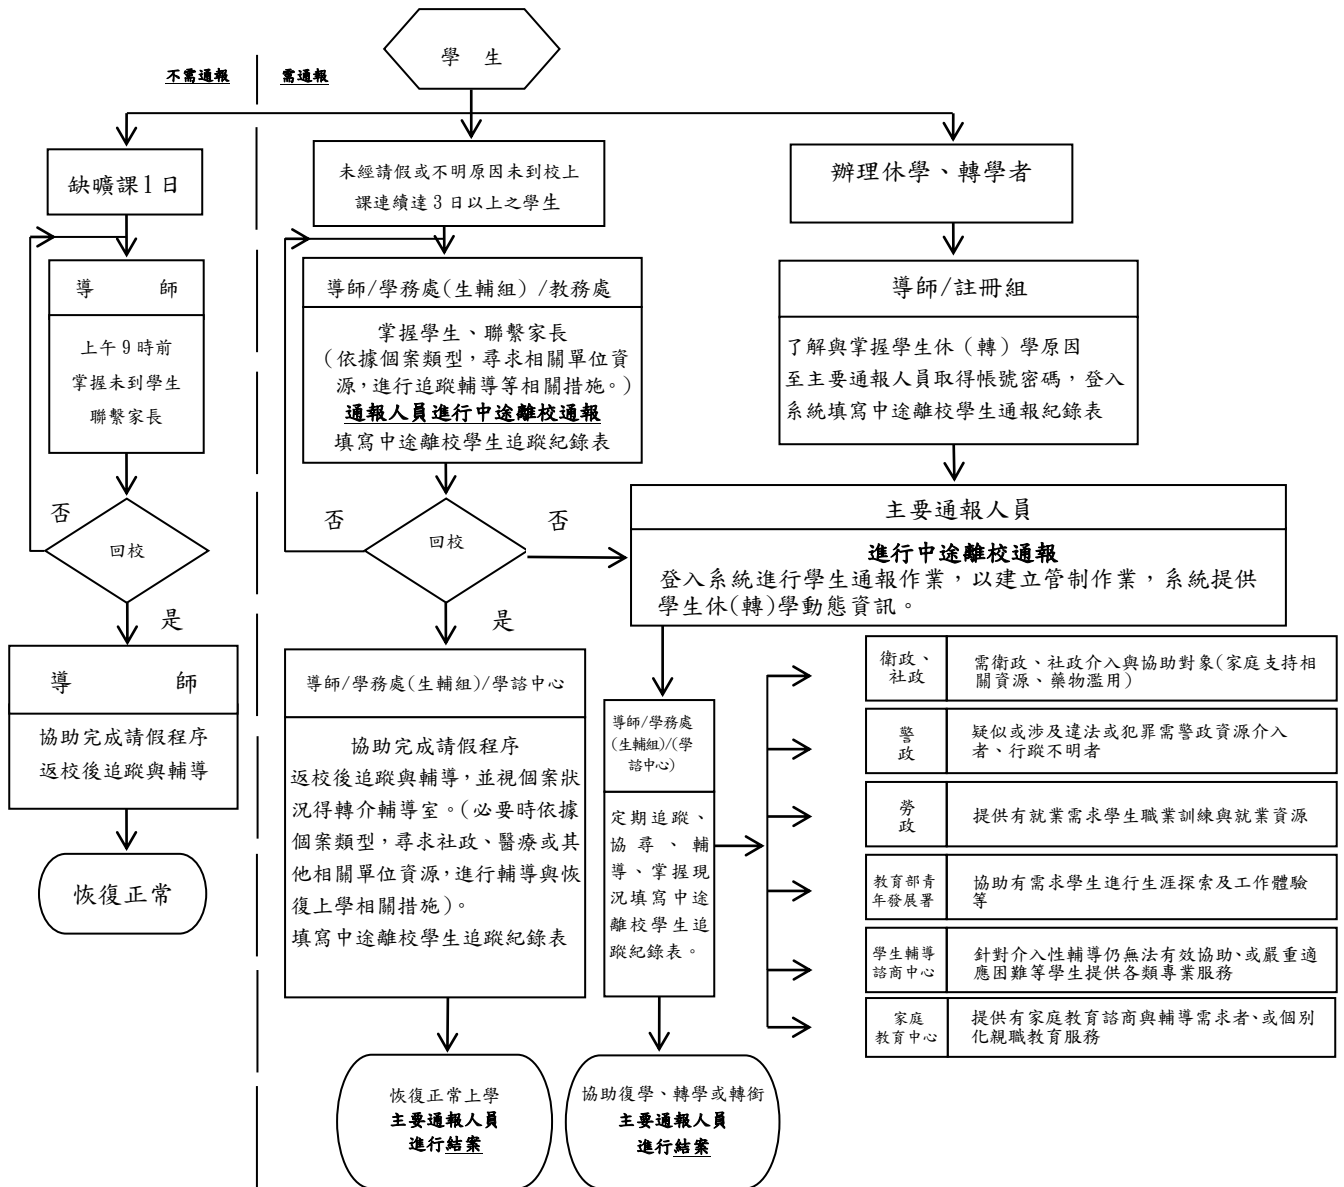 學 生
不需通報
需通報
缺曠課1日
未經請假或不明原因未到校上
課連續達3日以上之學生
辦理休學、轉學者
導 師
上午9時前
掌握未到學生
聯繫家長
導師/學務處(生輔組) /教務處
掌握學生、聯繫家長
(依據個案類型,尋求相關單位資
源,進行追蹤輔導等相關措施。)
通報人員進行中途離校通報
填寫中途離校學生追蹤紀錄表
導師/註冊組
了解與掌握學生休(轉)學原因
至主要通報人員取得帳號密碼,登入
系統填寫中途離校學生通報紀錄表
否
回校
是
否
回校
否
是
主要通報人員
進行中途離校通報
登入系統進行學生通報作業,以建立管制作業,系統提供
學生休(轉)學動態資訊。
導 師
協助完成請假程序
返校後追蹤與輔導
恢復正常
導師/學務處(生輔組)/學諮中心
協助完成請假程序
返校後追蹤與輔導,並視個案狀
況得轉介輔導室。(必要時依據
個案類型,尋求社政、醫療或其
他相關單位資源,進行輔導與恢
復上學相關措施)。
填寫中途離校學生追蹤紀錄表
恢復正常上學
主要通報人員
進行結案
導師/學務處
(生輔組)/(學
諮中心)
定期追蹤、
協尋、輔
導、掌握現
況填寫中途
離校學生追
蹤紀錄表。
協助復學、轉學或轉銜
主要通報人員
進行結案
衛政、
社政
需衛政、社政介入與協助對象(家庭支持相
關資源、藥物濫用)
警
政
疑似或涉及違法或犯罪需警政資源介入
者、行蹤不明者
勞
政
提供有就業需求學生職業訓練與就業資源
教育部青
年發展署
協助有需求學生進行生涯探索及工作體驗
等
學生輔導
諮商中心
針對介入性輔導仍無法有效協助、或嚴重適
應困難等學生提供各類專業服務
家庭
教育中心
提供有家庭教育諮商與輔導需求者、或個別
化親職教育服務